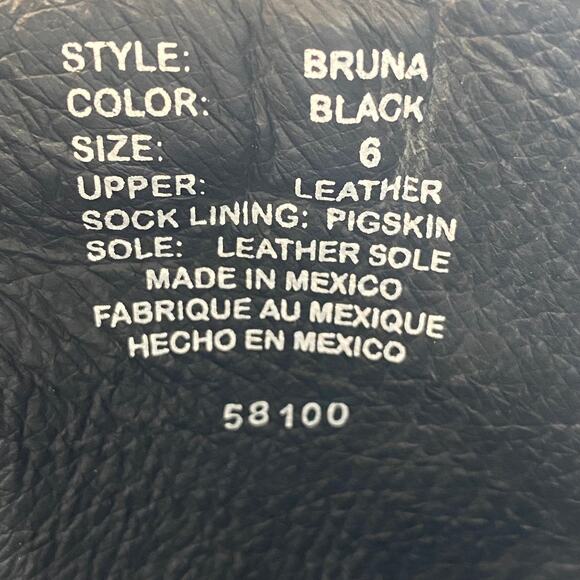 STYLE: BRUNA
COLOR: BLACK
SIZE: 6
UPPER: LEATHER
SOCK LINING: PIGSKIN
SOLE: LEATHER SOLE
MADE IN MEXICO
FABRIQUE AU MEXIQUE
HECHO EN MEXICO
58100